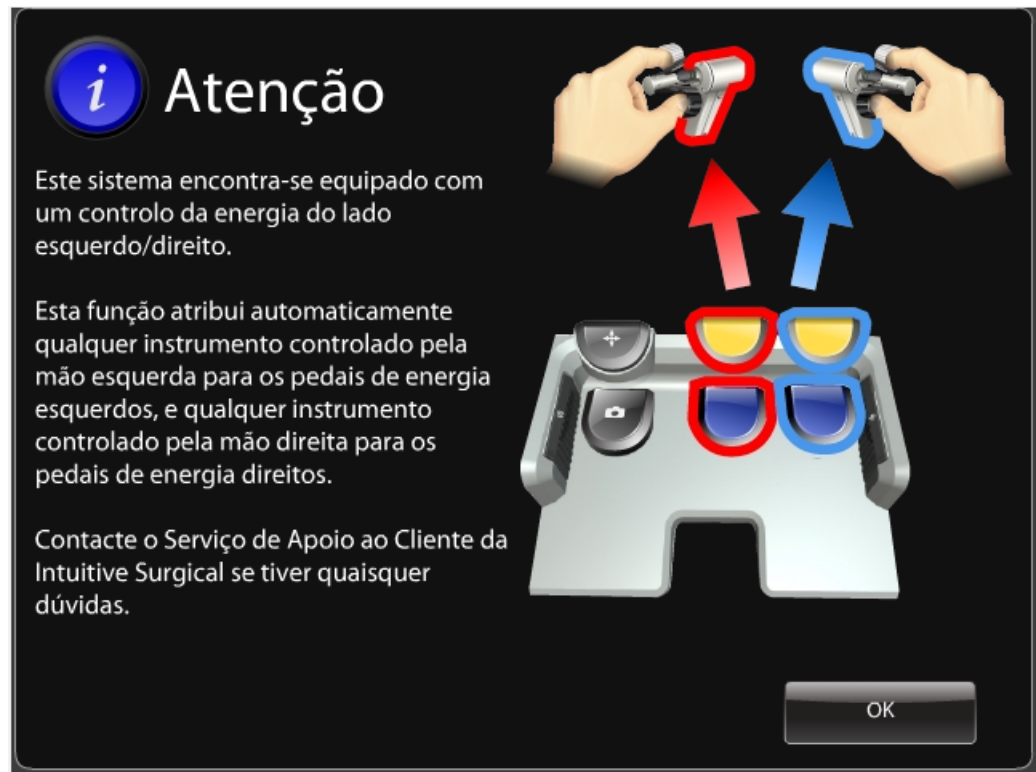 Atenção
Este sistema encontra-se equipado com
um controlo da energia do lado
esquerdo/direito.
Esta função atribui automaticamente
qualquer instrumento controlado pela
mão esquerda para os pedais de energia
esquerdos, e qualquer instrumento
controlado pela mão direita para os
pedais de energia direitos.
Contacte o Serviço de Apoio ao Cliente da
Intuitive Surgical se tiver quaisquer
dúvidas.
OK